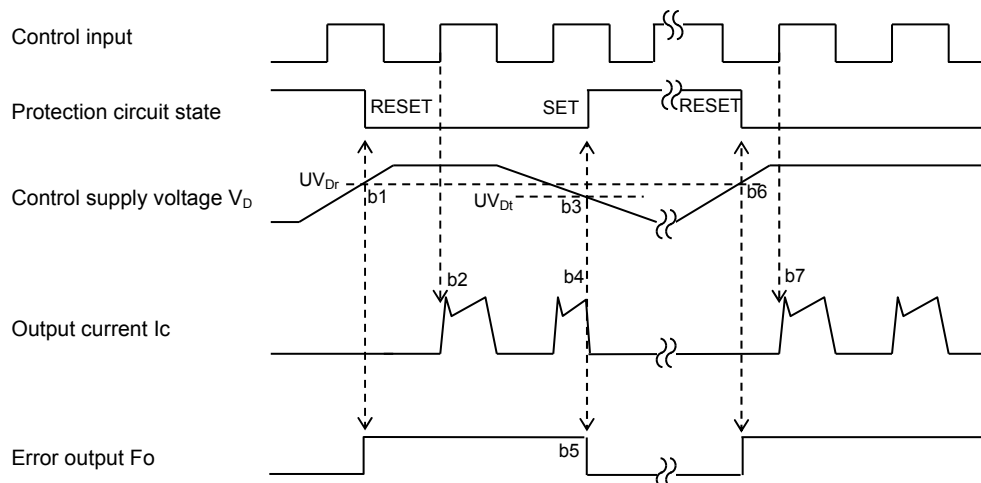 Control input
Protection circuit state
RESET
SET
RESET
Control supply voltage VD
UVDr
b1
UVDt
b3
b6
b2
b4
b7
Output current Ic
Error output Fo
b5